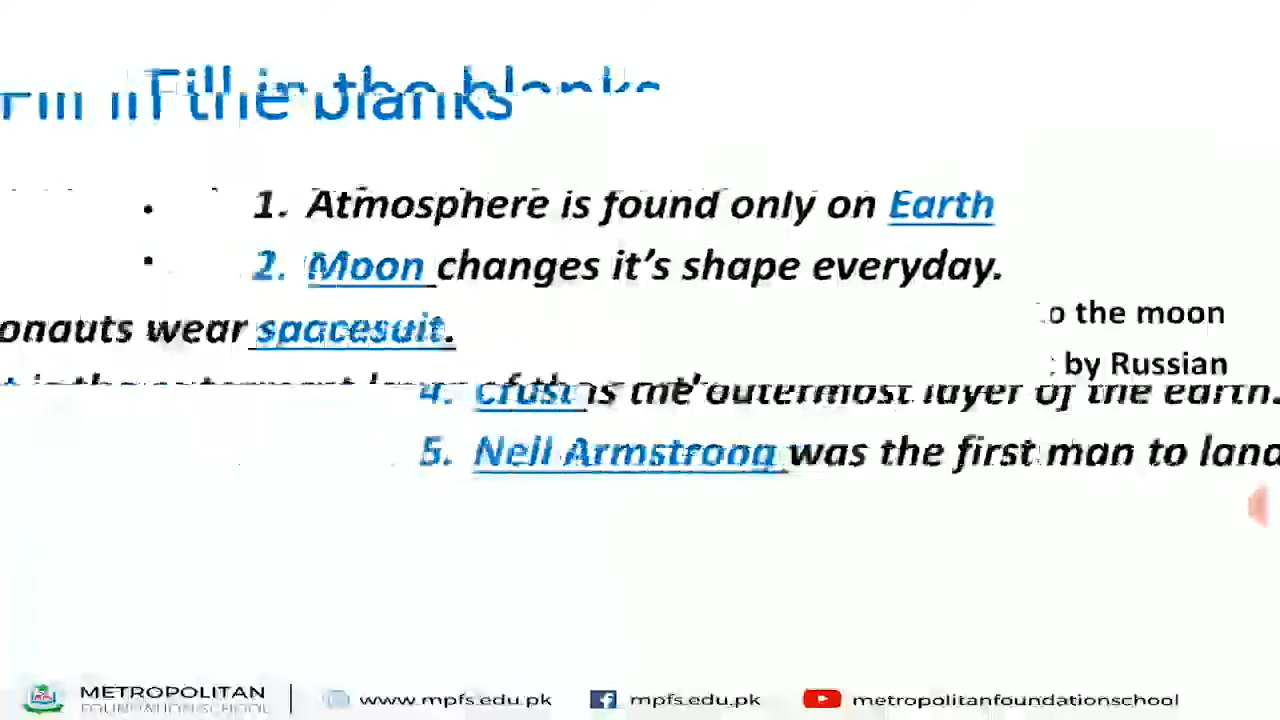 Fill in the blanks
1. Atmosphere is found only on Earth
2. Moon changes it's shape everyday.
onauts wear spacesuit.
o the moon
by Russian
4. Crust is the outermost layer of the earth.
5. Neil Armstrong was the first man to land
METROPOLITAN
FOUNDATION SCHOOL
www.mpfs.edu.pk
mpfs.edu.pk
metropolitanfoundationschool